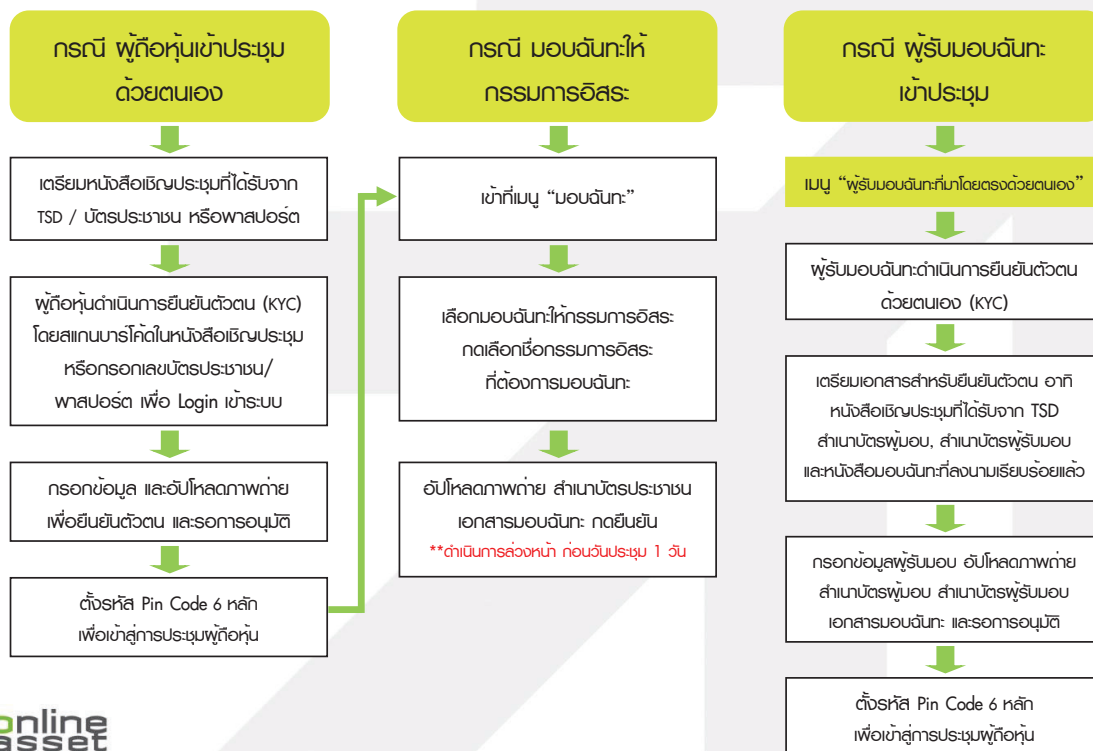 กรณี ผู้ถือหุ้นเข้าประชุม
ด้วยตนเอง
เตรียมหนังสือเชิญประชุมที่ได้รับจาก
TSD / บัตรประชาชน หรือพาสปอร์ต
ผู้ถือหุ้นดำเนินการยืนยันตัวตน (KYC)
โดยสแกนบาร์โค้ดในหนังสือเชิญประชุม
หรือกรอกเลขบัตรประชาชน/
พาสปอร์ต เพื่อ Login เข้าระบบ
กรอกข้อมูล และอัปโหลดภาพถ่าย
เพื่อยืนยันตัวตน และรอการอนุมัติ
ตั้งรหัส Pin Code 6 หลัก
เพื่อเข้าสู่การประชุมผู้ถือหุ้น
กรณี มอบฉันทะให้
กรรมการอิสระ
เข้าที่เมนู “มอบฉันทะ”
เลือกมอบฉันทะให้กรรมการอิสระ
กดเลือกชื่อกรรมการอิสระ
ที่ต้องการมอบฉันทะ
อัปโหลดภาพถ่าย สำเนาบัตรประชาชน
เอกสารมอบฉันทะ กดยืนยัน
**ดำเนินการล่วงหน้า ก่อนวันประชุม 1 วัน
กรณี ผู้รับมอบฉันทะ
เข้าประชุม
เมนู “ผู้รับมอบฉันทะที่มาโดยตรงด้วยตนเอง”
ผู้รับมอบฉันทะดำเนินการยืนยันตัวตน
ด้วยตนเอง (KYC)
เตรียมเอกสารสำหรับยืนยันตัวตน อาทิ
หนังสือเชิญประชุมที่ได้รับจาก TSD
สำเนาบัตรผู้มอบ, สำเนาบัตรผู้รับมอบ
และหนังสือมอบฉันทะที่ลงนามเรียบร้อยแล้ว
กรอกข้อมูลผู้รับมอบ อัปโหลดภาพถ่าย
สำเนาบัตรผู้มอบ สำเนาบัตรผู้รับมอบ
เอกสารมอบฉันทะ และรอการอนุมัติ
ตั้งรหัส Pin Code 6 หลัก
เพื่อเข้าสู่การประชุมผู้ถือหุ้น
online
asset